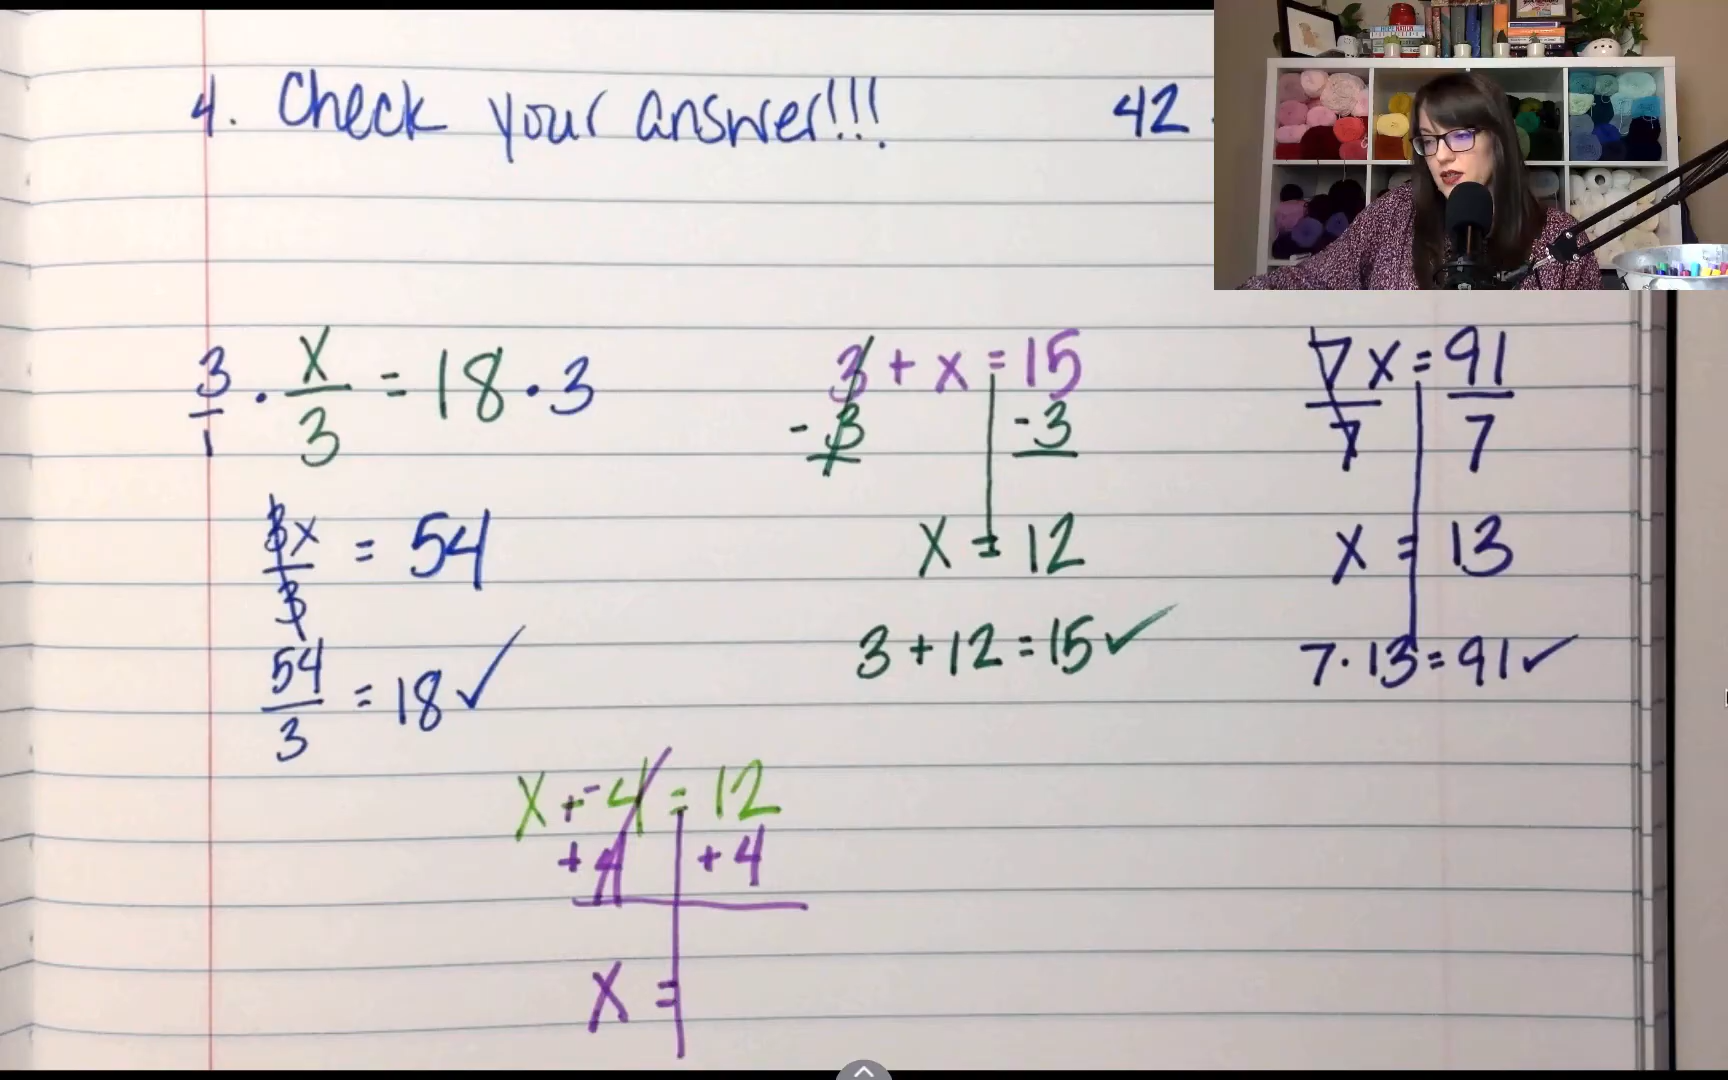 4. Check your answer!!!
42
3/1 · x/3 = 18 · 3
3x/3 = 54
54/3 = 18 ✓
3 + x = 15
- 3 - 3
x = 12
3 + 12 = 15 ✓
7x = 91
7 7
x = 13
7 · 13 = 91 ✓
x + -4 = 12
+ 4 + 4
x =